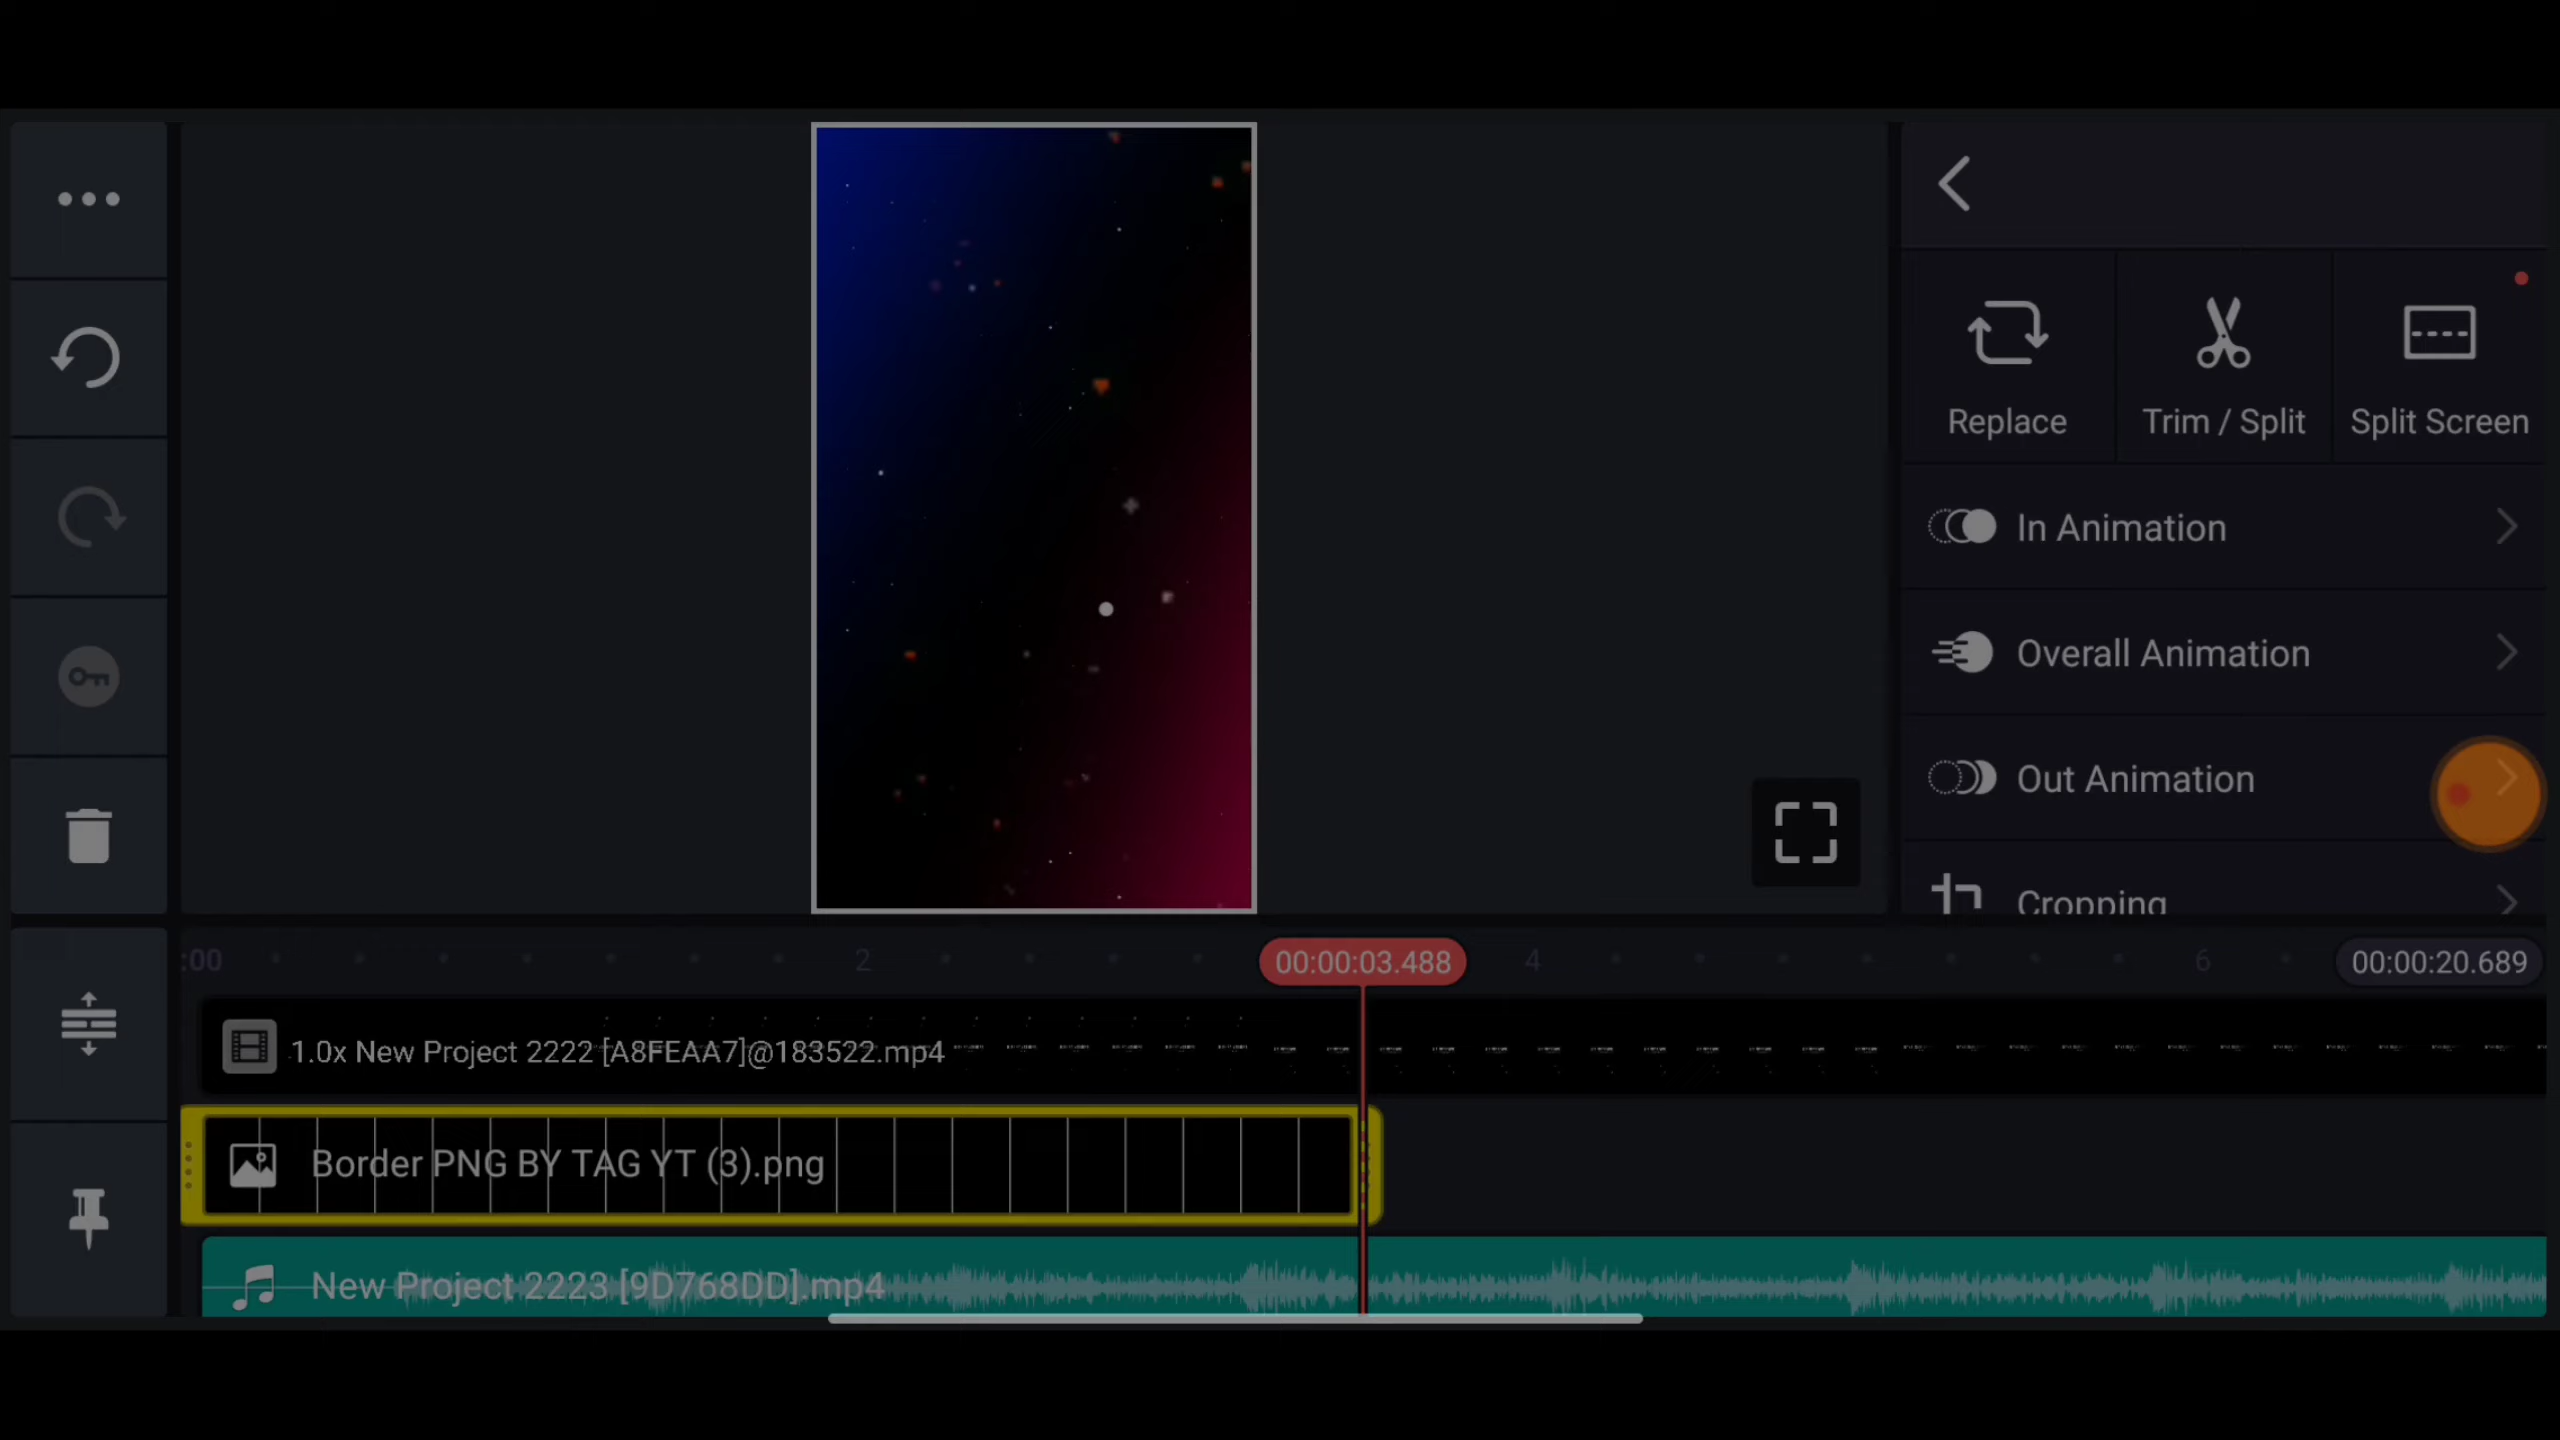 Replace
Trim / Split
Split Screen
In Animation
Overall Animation
Out Animation
Cropping
:00
2
00:00:03.488
4
6
00:00:20.689
1.0x New Project 2222 [A8FEAA7]@183522.mp4
Border PNG BY TAG YT (3).png
New Project 2223 [9D768DD].mp4